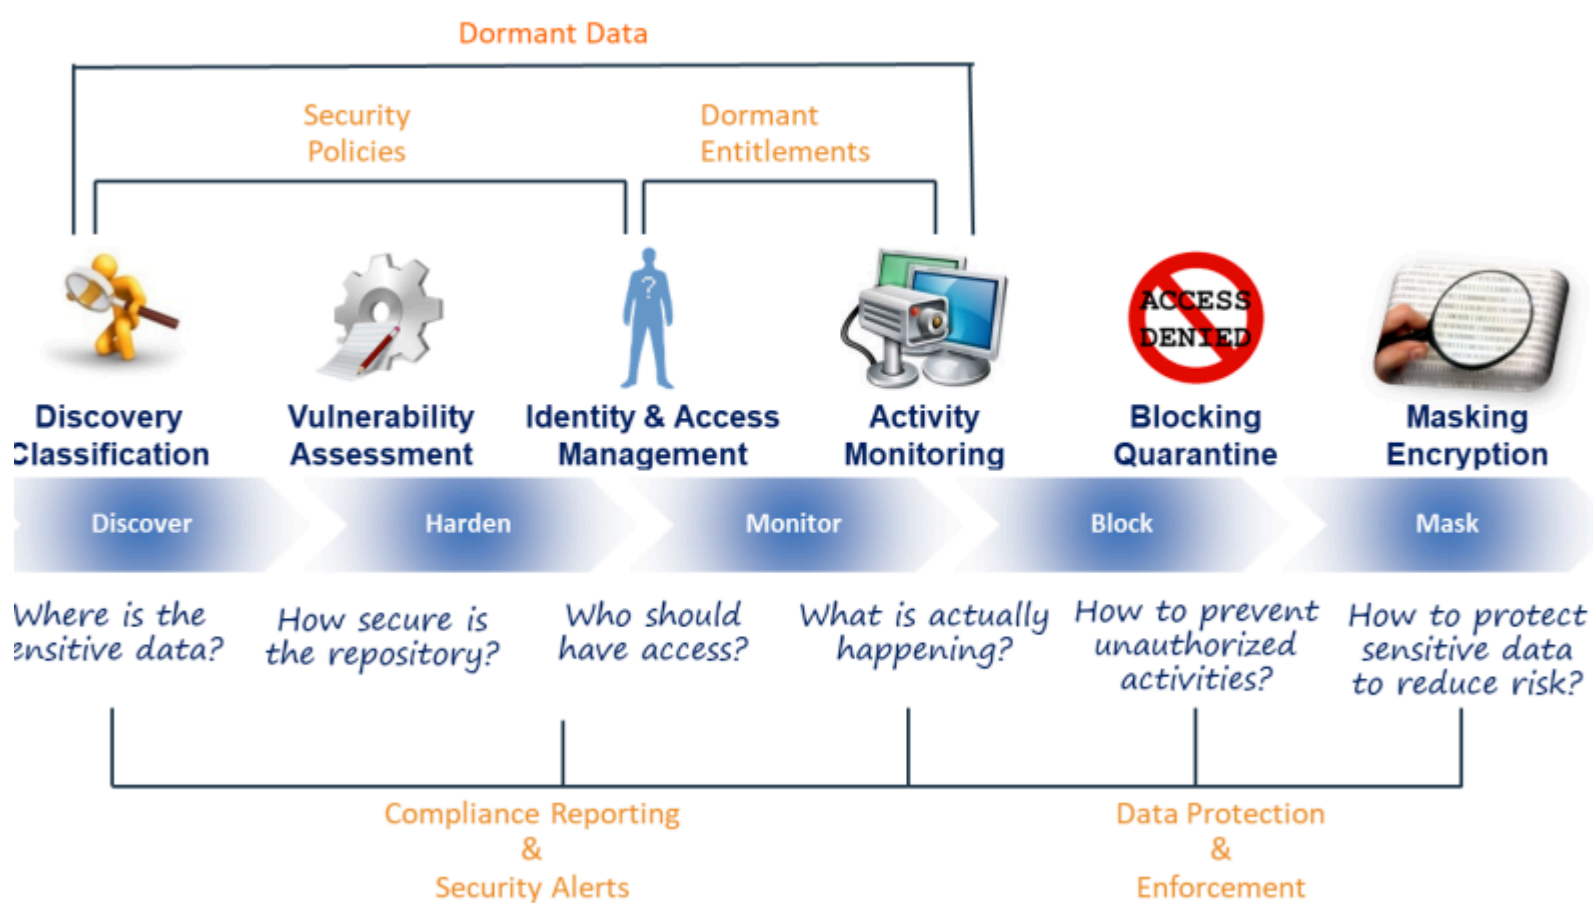 Dormant Data
Security
Policies
Dormant
Entitlements
ACCESS
DENIED
?
Discovery
Classification
Vulnerability
Assessment
Identity & Access
Management
Activity
Monitoring
Blocking
Quarantine
Masking
Encryption
Discover
Harden
Monitor
Block
Mask
Where is the
ensitive data?
How secure is
the repository?
Who should
have access?
What is actually
happening?
How to prevent
unauthorized
activities?
How to protect
sensitive data
to reduce risk?
Compliance Reporting
&
Security Alerts
Data Protection
&
Enforcement